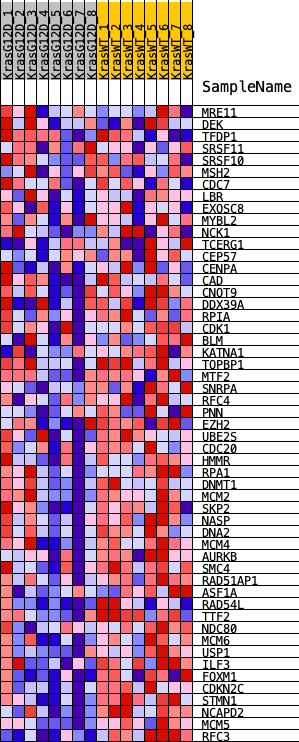 KrasG12D_1
KrasG12D_2
KrasG12D_3
KrasG12D_4
KrasG12D_5
KrasG12D_6
KrasG12D_7
KrasG12D_8
KrasWT_1
KrasWT_2
KrasWT_3
KrasWT_4
KrasWT_5
KrasWT_6
KrasWT_7
KrasWT_8
SampleName
MRE11
DEK
TFDP1
SRSF11
SRSF10
MSH2
CDC7
LBR
EXOSC8
MYBL2
NCK1
TCERG1
CEP57
CENPA
CAD
CNOT9
DDX39A
RPIA
CDK1
BLM
KATNA1
TOPBP1
MTF2
SNRPA
RFC4
PNN
EZH2
UBE2S
CDC20
HMMR
RPA1
DNMT1
MCM2
SKP2
NASP
DNA2
MCM4
AURKB
SMC4
RAD51AP1
ASF1A
RAD54L
TTF2
NDC80
MCM6
USP1
ILF3
FOXM1
CDKN2C
STMN1
NCAPD2
MCM5
RFC3